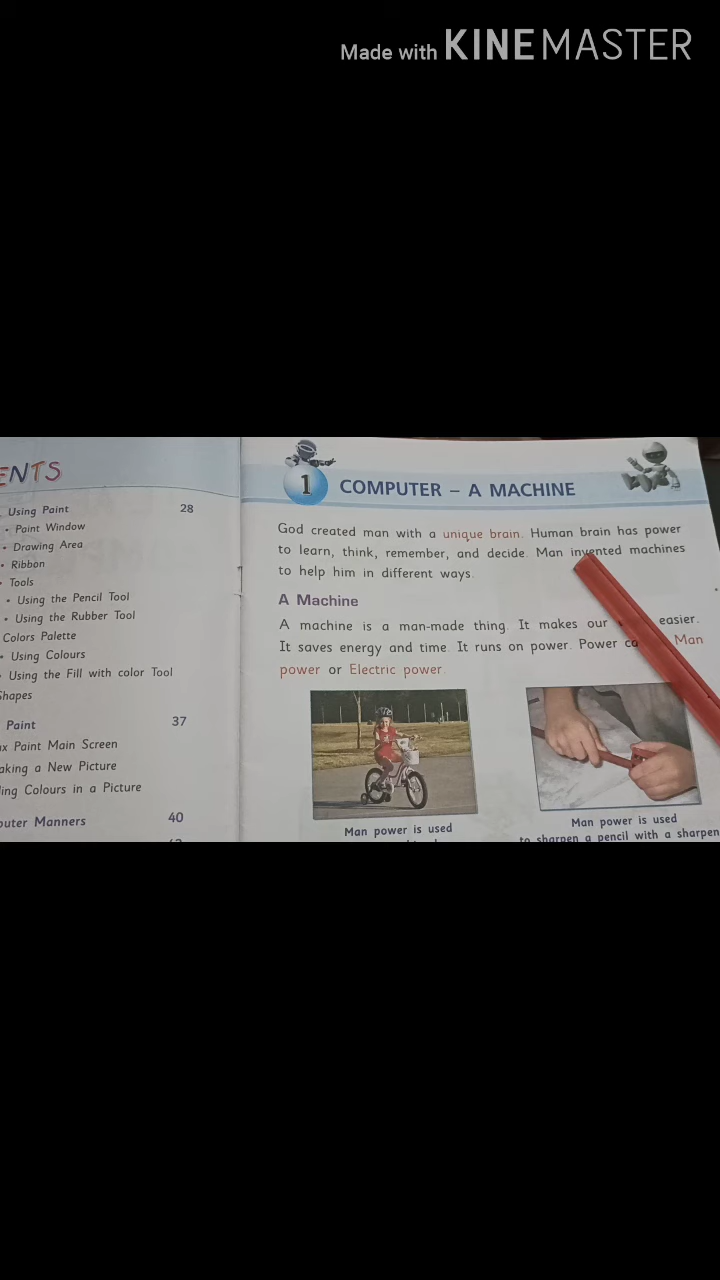 Made with KINEMASTER
ENTS
Using Paint 28
• Paint Window
• Drawing Area
• Ribbon
• Tools
• Using the Pencil Tool
• Using the Rubber Tool
Colors Palette
• Using Colours
• Using the Fill with color Tool
Shapes
Paint 37
x Paint Main Screen
aking a New Picture
ing Colours in a Picture
outer Manners 40
1 COMPUTER – A MACHINE
God created man with a unique brain. Human brain has power
to learn, think, remember, and decide. Man invented machines
to help him in different ways.
A Machine
A machine is a man-made thing. It makes our easier.
It saves energy and time. It runs on power. Power Man
power or Electric power.
Man power is used
Man power is used
to sharpen a pencil with a sharpen